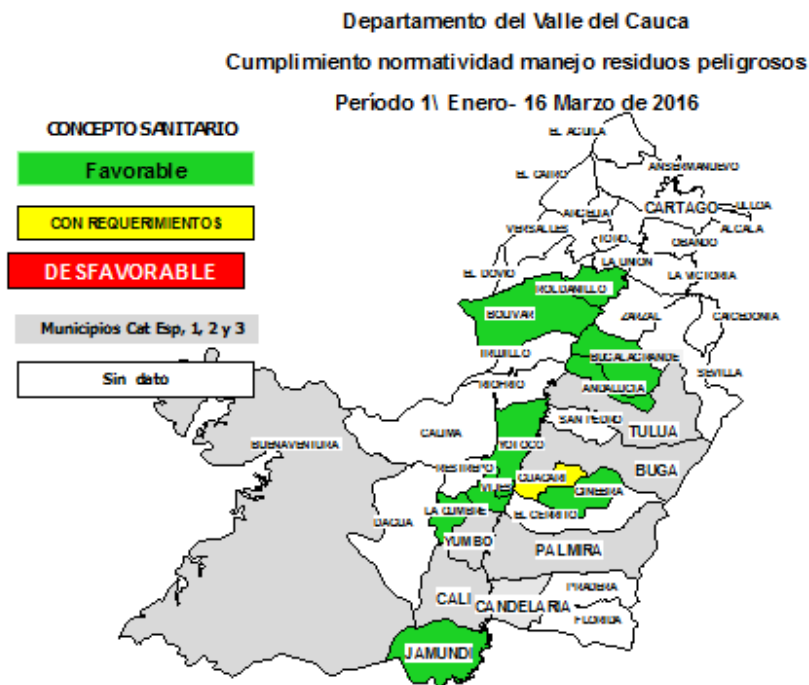 Departamento del Valle del Cauca
Cumplimiento normatividad manejo residuos peligrosos
Período 1\ Enero- 16 Marzo de 2016
CONCEPTO SANITARIO
Favorable
CON REQUERIMIENTOS
DESFAVORABLE
Municipios Cat Esp, 1, 2 y 3
Sin dato
EL AGUILA
ANSERMANUEVO
EL CAIRO
CARTAGO
ULLOA
ARGELIA
ALCALA
VERSALLES
TORO
OBANDO
LA UNION
EL DOVIO
LA VICTORIA
ROLDANILLO
BOLIVAR
ZARZAL
CAICEDONIA
TRUJILLO
BUGALAGRANDE
SEVILLA
RIOFRIO
ANDALUCIA
SAN PEDRO
TULUA
BUENAVENTURA
CALIMA
YOTOCO
BUGA
RESTREPO
VIJES
GUACARI
GINEBRA
LA CUMBRE
EL CERRITO
DAGUA
YUMBO
PALMIRA
PRADERA
CALI
CANDELARIA
FLORIDA
JAMUNDI